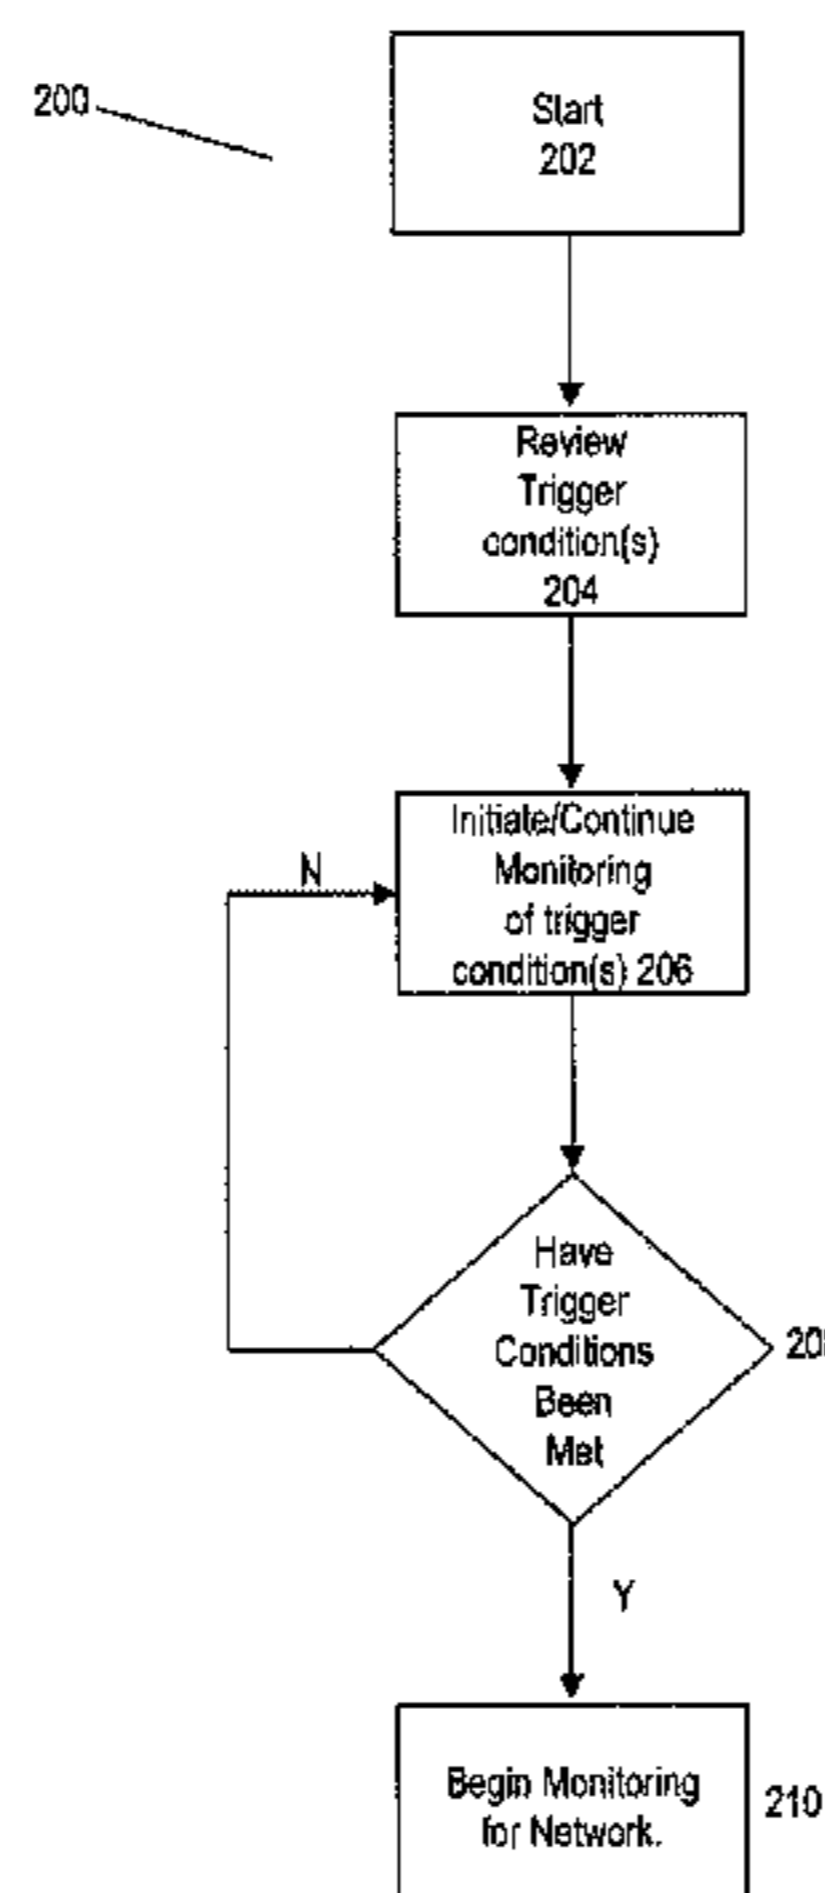 200
Start
202
Review
Trigger
condition(s)
204
Initiate/Continue
Monitoring
of trigger
condition(s) 206
N
Have
Trigger
Conditions
Been
Met
Y
Begin Monitoring
for Network.
210